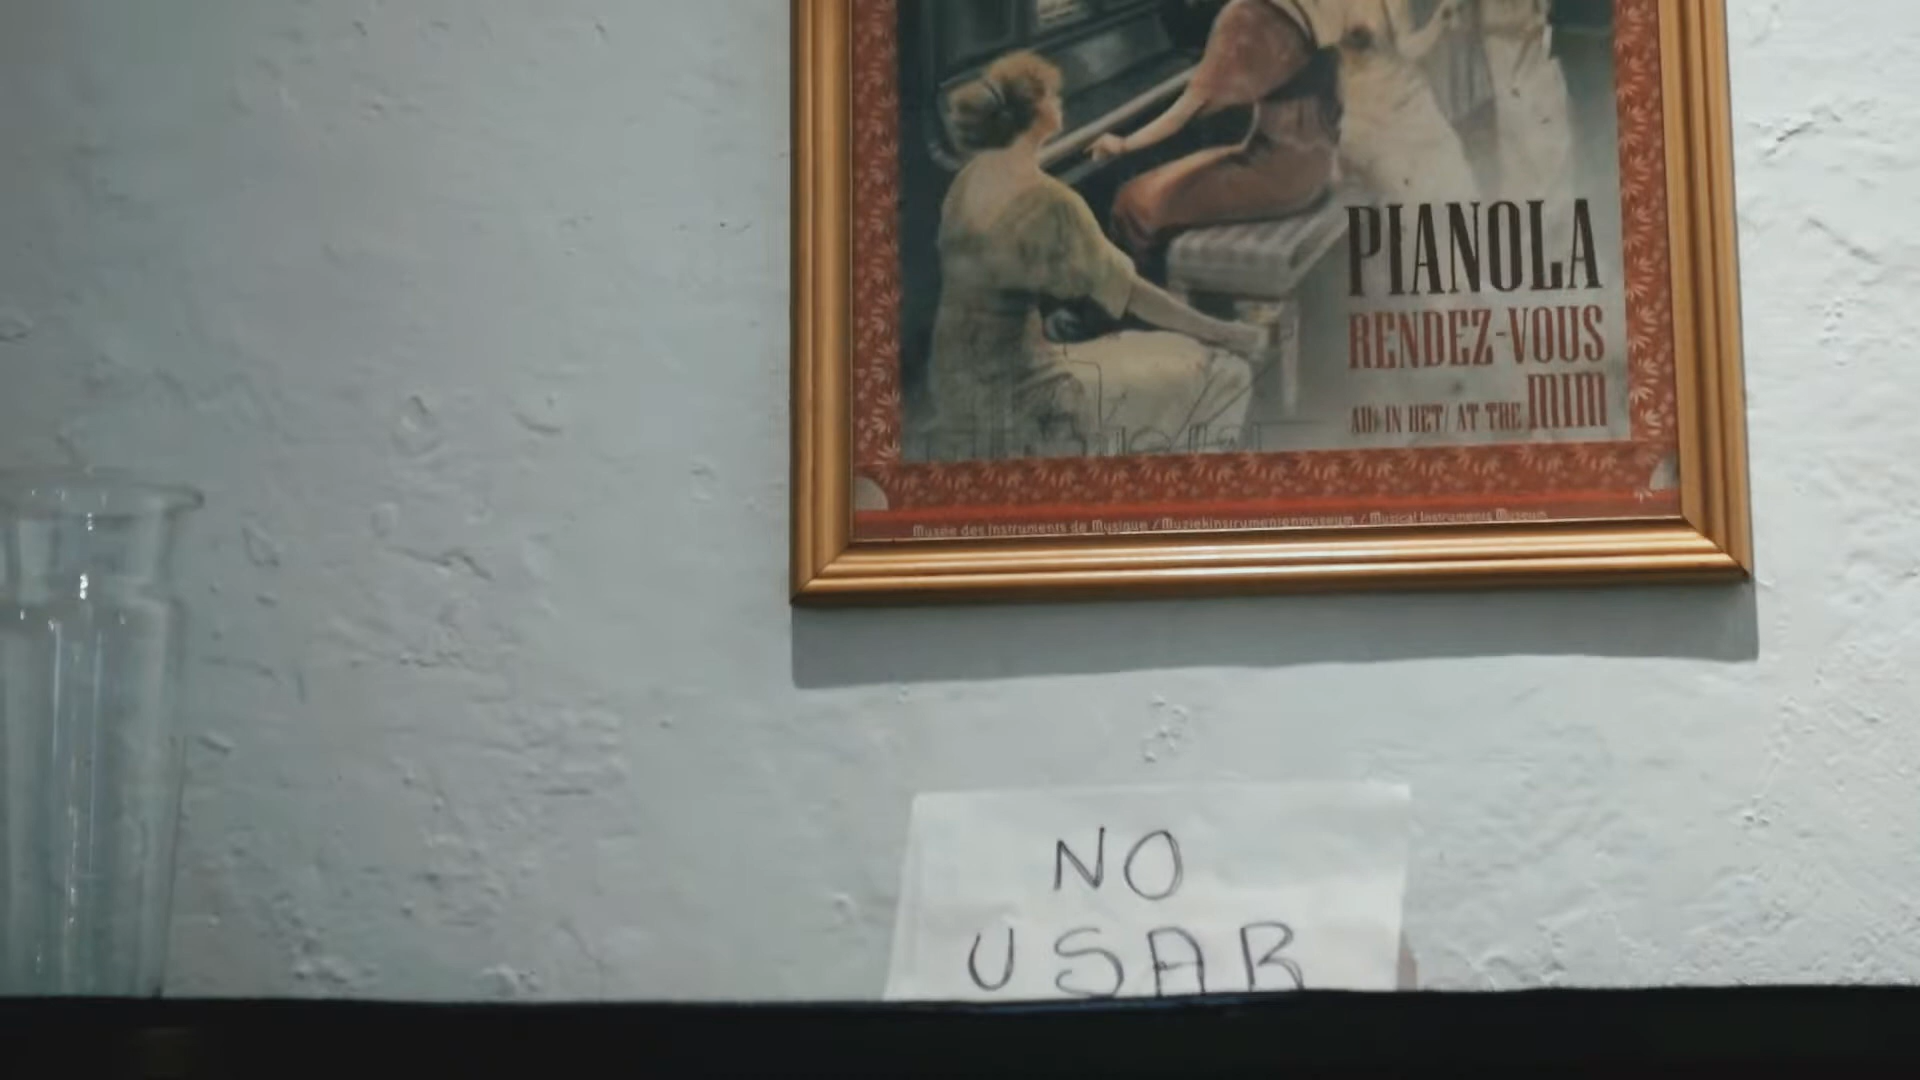 PIANOLA
RENDEZ-VOUS
AU/ IN HET/ AT THE MIM
Musée des Instruments de Musique / Muziekinstrumentenmuseum / Musical Instruments Museum
NO
USAR